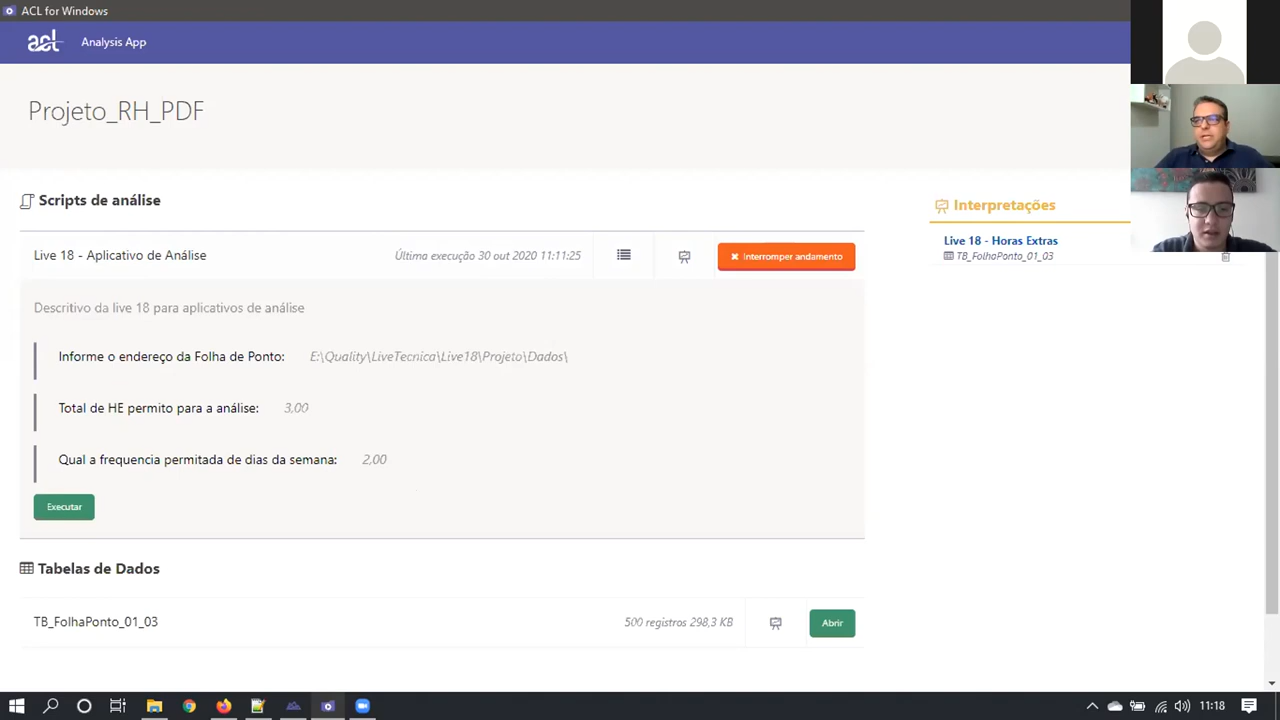 ACL for Windows
acl Analysis App
Projeto_RH_PDF
Scripts de análise
Live 18 - Aplicativo de Análise
Última execução 30 out 2020 11:11:25
Interromper andamento
Descritivo da live 18 para aplicativos de análise
Informe o endereço da Folha de Ponto: E:\Quality\LiveTecnica\Live18\Projeto\Dados\
Total de HE permito para a análise: 3,00
Qual a frequencia permitada de dias da semana: 2,00
Executar
Tabelas de Dados
TB_FolhaPonto_01_03
500 registros 298,3 KB
Abrir
Interpretações
Live 18 - Horas Extras
TB_FolhaPonto_01_03
11:18